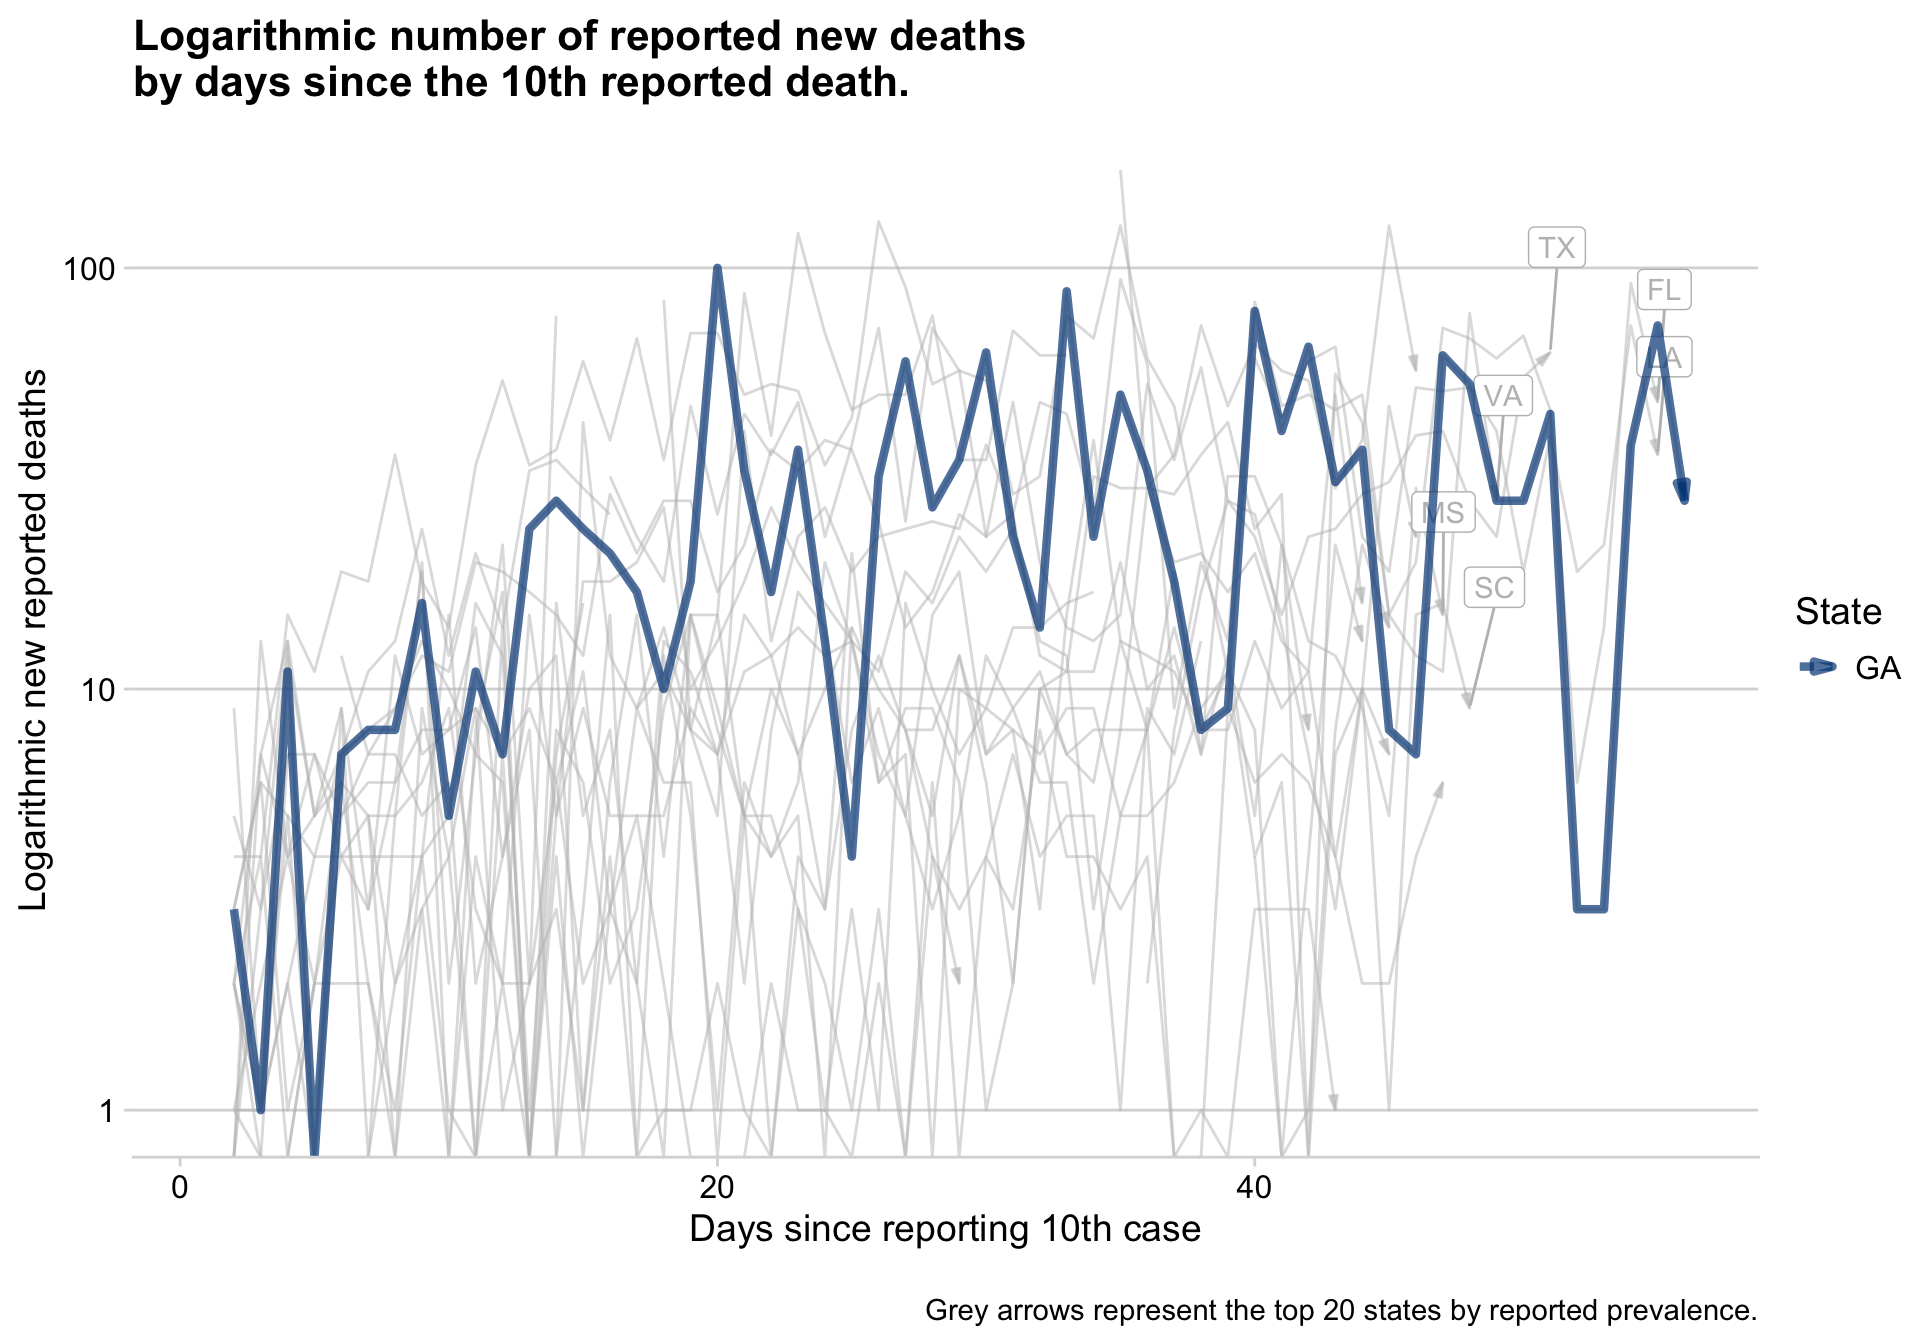 Logarithmic number of reported new deaths
by days since the 10th reported death.
Logarithmic new reported deaths
100
10
1
TX
FL
LA
VA
MS
SC
State
GA
0
20
40
Days since reporting 10th case
Grey arrows represent the top 20 states by reported prevalence.